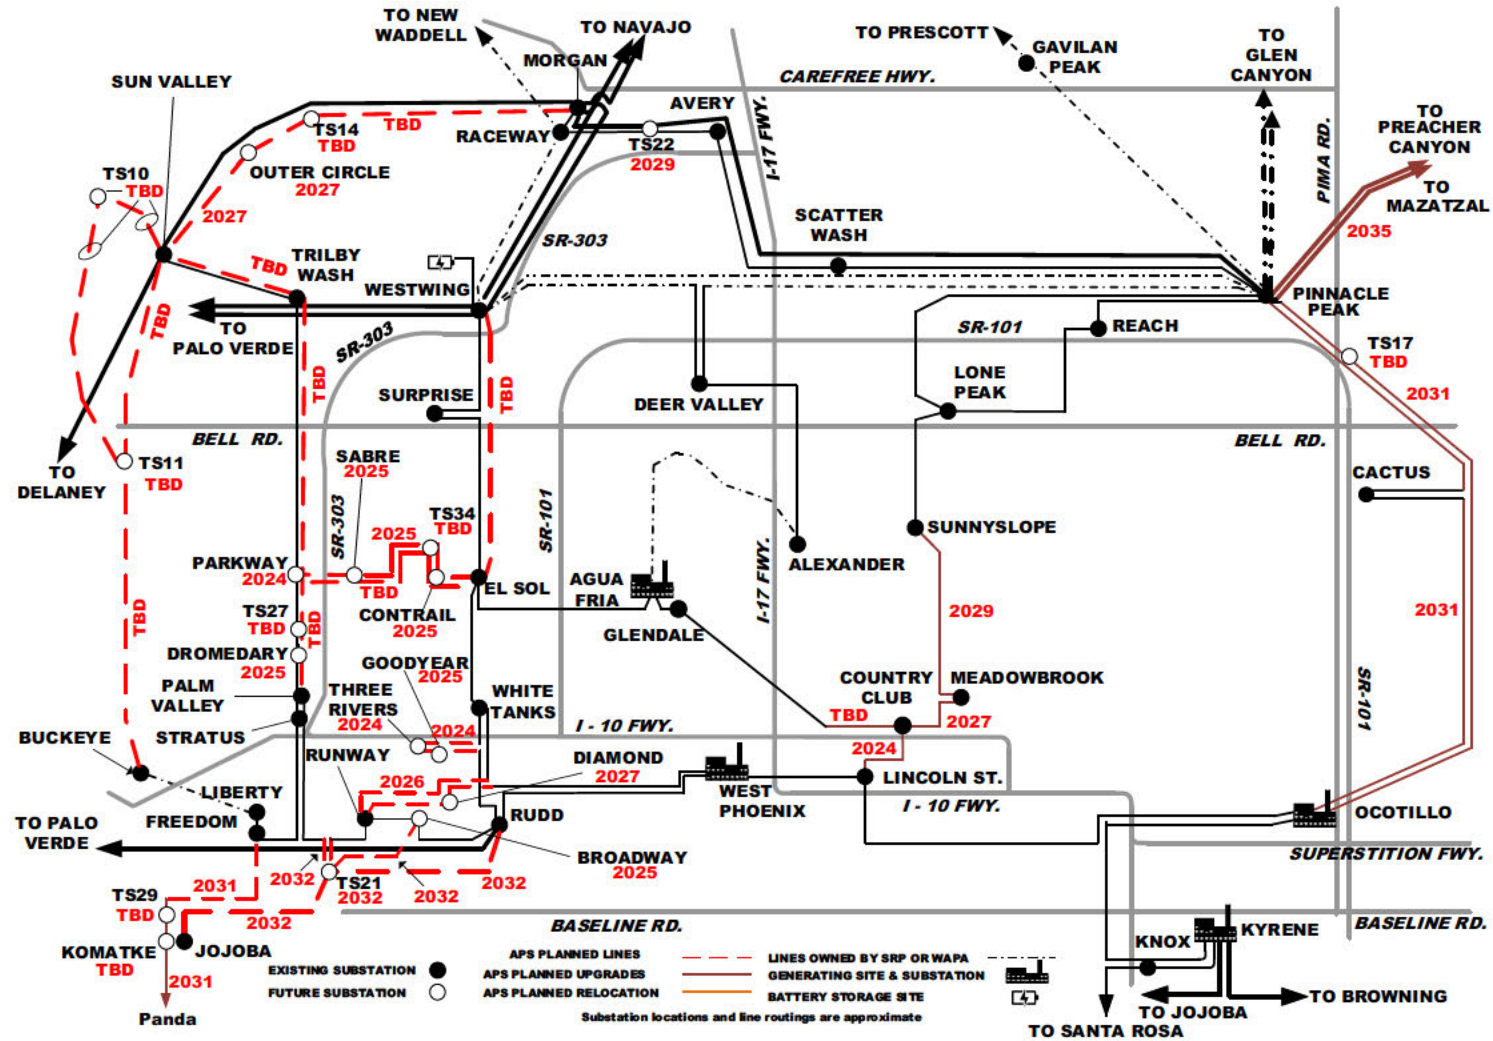 TO NEW
WADDELL
TO NAVAJO
MORGAN
TO PRESCOTT
GAVILAN
PEAK
TO
GLEN
CANYON
CAREFREE HWY.
SUN VALLEY
AVERY
I-17 FWY.
PIMA RD.
TO
PREACHER
CANYON
TS14
TBD
TBD
RACEWAY
TS22
2029
TS10
TBD
OUTER CIRCLE
2027
2027
TO
MAZATZAL
2035
SCATTER
WASH
SR-303
TRILBY
WASH
TBD
WESTWING
PINNACLE
PEAK
TBD
TO
PALO VERDE
SR-303
SR-101
REACH
TS17
TBD
TBD
TBD
SURPRISE
DEER VALLEY
LONE
PEAK
2031
BELL RD.
BELL RD.
TO
DELANEY
TS11
TBD
SABRE
2025
CACTUS
SR-303
2025
TS34
TBD
SR-101
SUNNYSLOPE
ALEXANDER
I-17 FWY.
PARKWAY
2024
TBD
EL SOL
AGUA
FRIA
GLENDALE
CONTRAIL
2025
TS27
TBD
TBD
TBD
2029
2031
DROMEDARY
2025
GOODYEAR
2025
PALM
VALLEY
THREE
RIVERS
2024
2024
WHITE
TANKS
COUNTRY
CLUB
MEADOWBROOK
TBD
2027
SR-101
STRATUS
BUCKEYE
I - 10 FWY.
RUNWAY
2024
DIAMOND
2027
2026
LINCOLN ST.
WEST
PHOENIX
I - 10 FWY.
LIBERTY
FREEDOM
TO PALO
VERDE
RUDD
OCOTILLO
SUPERSTITION FWY.
BROADWAY
2025
2032
TS21
2032
2032
2032
2031
TS29
TBD
2032
BASELINE RD.
BASELINE RD.
KOMATKE
TBD
JOJOBA
2031
Panda
KNOX
KYRENE
TO JOJOBA
TO BROWNING
TO SANTA ROSA
EXISTING SUBSTATION
FUTURE SUBSTATION
APS PLANNED LINES
APS PLANNED UPGRADES
APS PLANNED RELOCATION
LINES OWNED BY SRP OR WAPA
GENERATING SITE & SUBSTATION
BATTERY STORAGE SITE
Substation locations and line routings are approximate